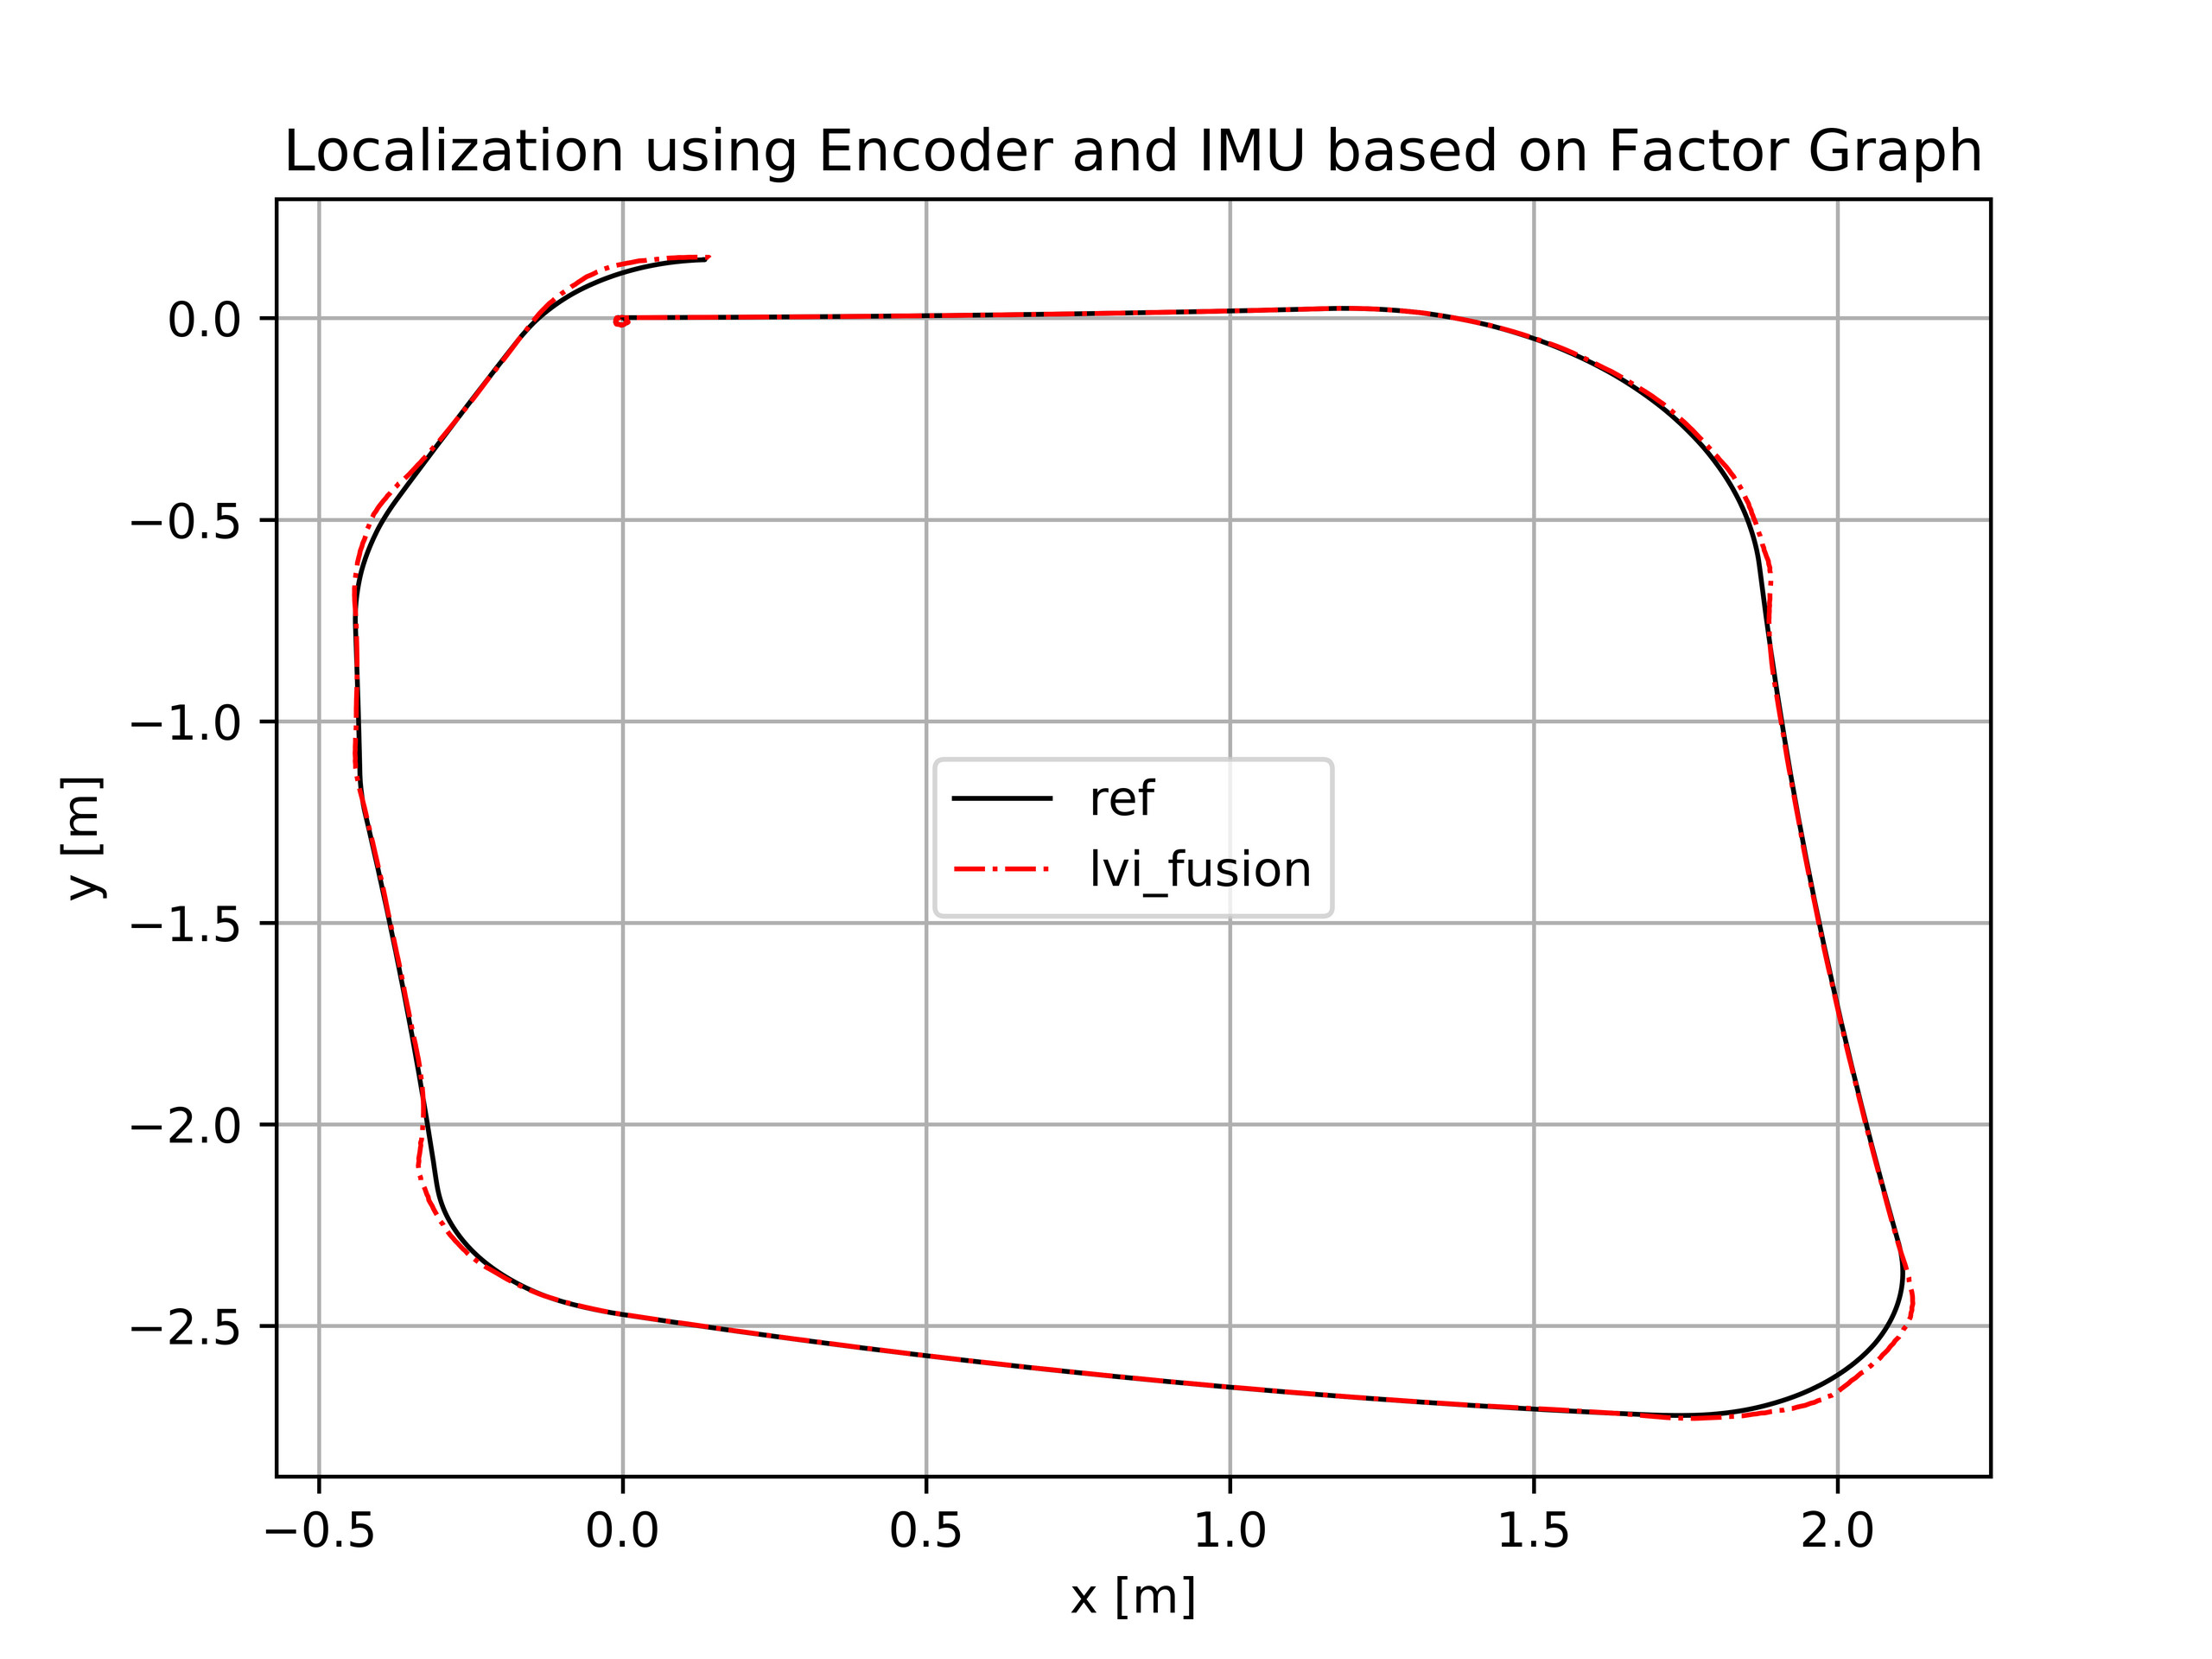 Localization using Encoder and IMU based on Factor Graph
0.0
−0.5
−1.0
−1.5
−2.0
−2.5
y [m]
ref
lvi_fusion
−0.5 0.0 0.5 1.0 1.5 2.0
x [m]